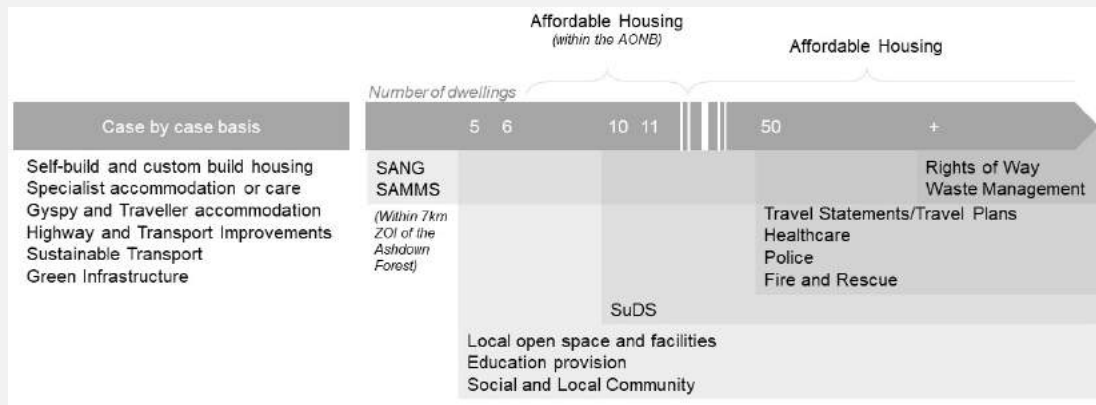 Affordable Housing
(within the AONB)
Affordable Housing
Number of dwellings
Case by case basis
5 6 10 11 50 +
Self-build and custom build housing
Specialist accommodation or care
Gyspy and Traveller accommodation
Highway and Transport Improvements
Sustainable Transport
Green Infrastructure
SANG
SAMMS
(Within 7km
ZOI of the
Ashdown
Forest)
Rights of Way
Waste Management
Travel Statements/Travel Plans
Healthcare
Police
Fire and Rescue
SuDS
Local open space and facilities
Education provision
Social and Local Community